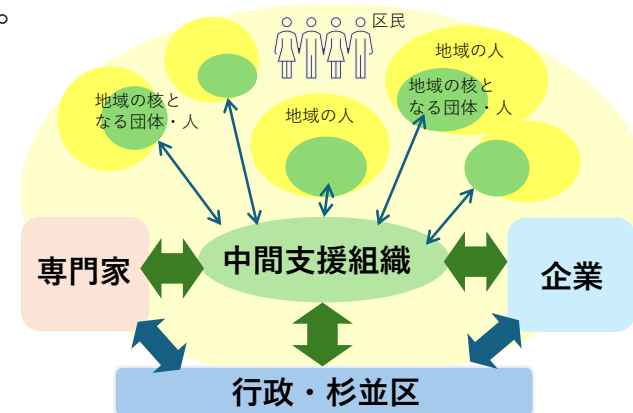 。
区民
地域の人
地域の核と
なる団体・人
地域の人
地域の核と
なる団体・人
専門家
中間支援組織
企業
行政・杉並区